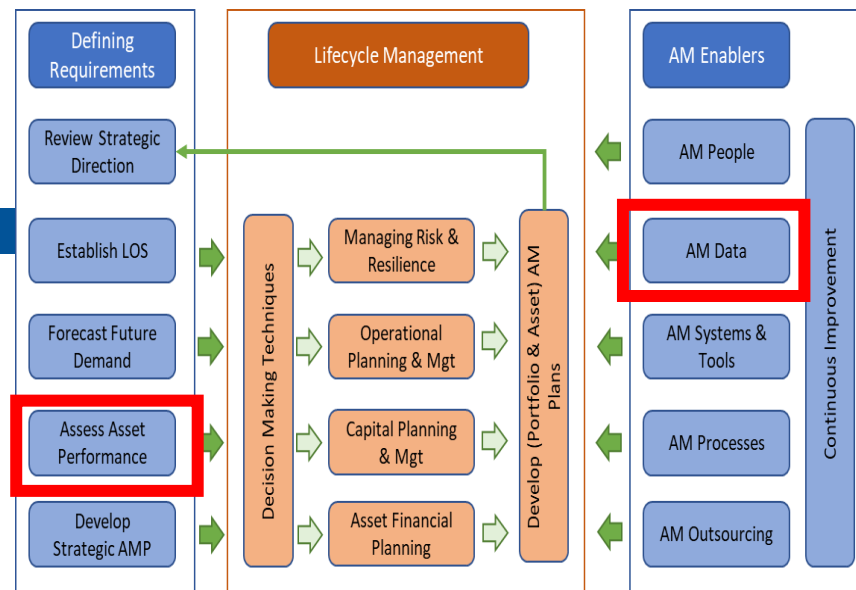 Defining
Requirements
Review Strategic
Direction
Establish LOS
Forecast Future
Demand
Assess Asset
Performance
Develop
Strategic AMP
Lifecycle Management
Decision Making Techniques
Managing Risk &
Resilience
Operational
Planning & Mgt
Capital Planning
& Mgt
Asset Financial
Planning
Develop (Portfolio & Asset) AM
Plans
AM Enablers
AM People
AM Data
AM Systems &
Tools
AM Processes
AM Outsourcing
Continuous Improvement